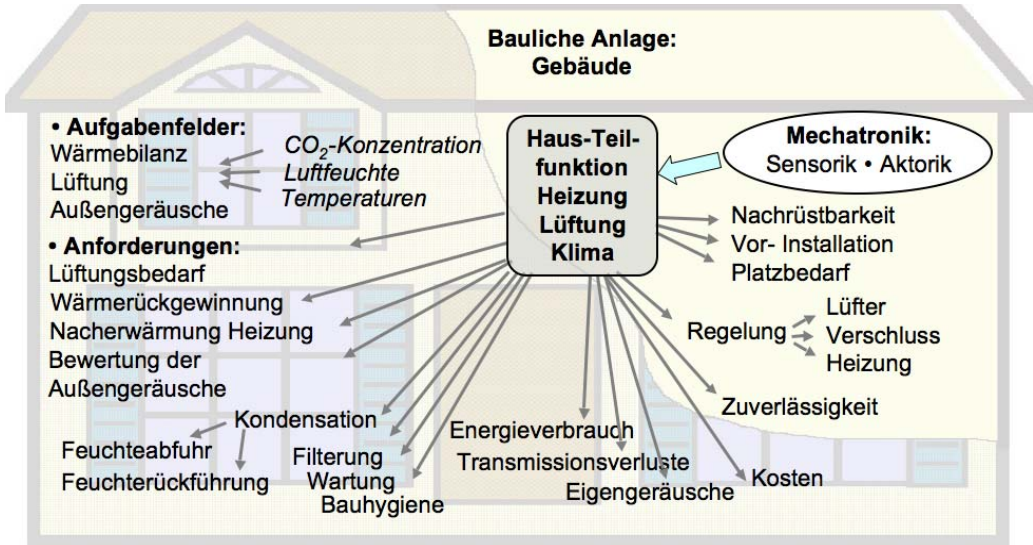 Bauliche Anlage:
Gebäude
• Aufgabenfelder:
Wärmebilanz
Lüftung
Außengeräusche
CO₂-Konzentration
Luftfeuchte
Temperaturen
Haus-Teil-
funktion
Heizung
Lüftung
Klima
Mechatronik:
Sensorik • Aktorik
• Anforderungen:
Lüftungsbedarf
Wärmerückgewinnung
Nacherwärmung Heizung
Bewertung der
Außengeräusche
Nachrüstbarkeit
Vor- Installation
Platzbedarf
Regelung
Lüfter
Verschluss
Heizung
Zuverlässigkeit
Kondensation
Feuchteabfuhr
Feuchterückführung
Filterung
Wartung
Bauhygiene
Energieverbrauch
Transmissionsverluste
Eigengeräusche
Kosten